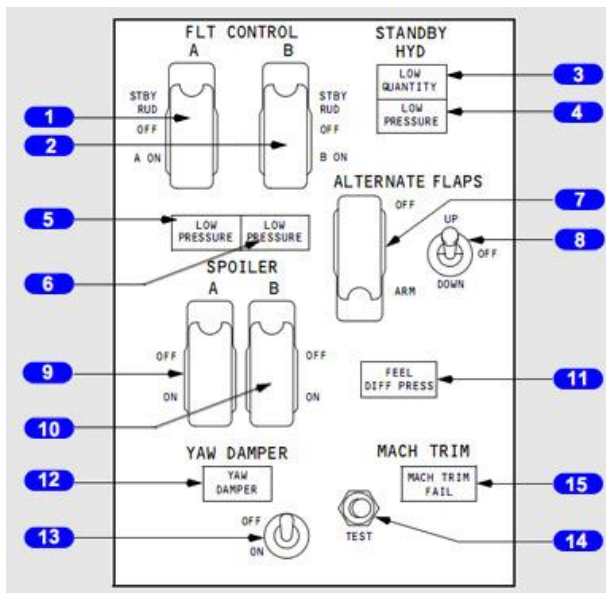 FLT CONTROL
A B
STANDBY
HYD
LOW
QUANTITY
LOW
PRESSURE
3
4
STBY
RUD
OFF
A ON
STBY
RUD
OFF
B ON
1
2
ALTERNATE FLAPS
OFF
ARM
UP
OFF
DOWN
7
8
5
6
LOW
PRESSURE
LOW
PRESSURE
SPOILER
A B
OFF
ON
OFF
ON
9
10
FEEL
DIFF PRESS
11
YAW DAMPER
YAW
DAMPER
12
OFF
ON
13
MACH TRIM
MACH TRIM
FAIL
15
TEST
14